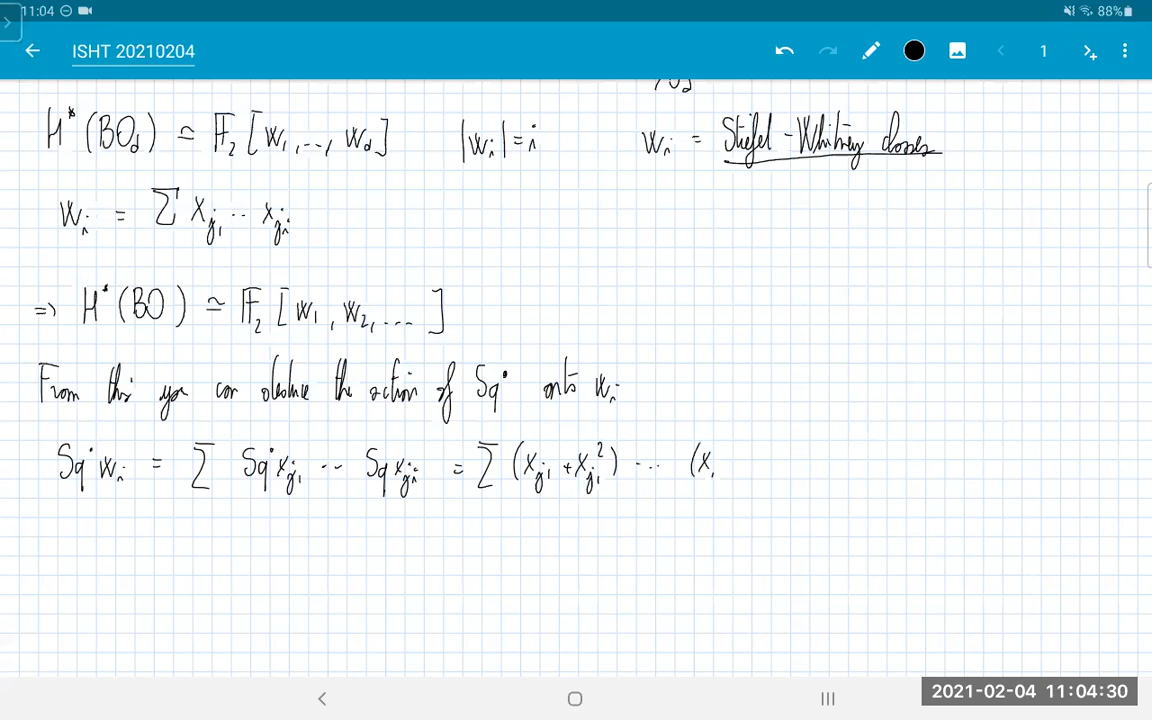 11:04
88%
ISHT 20210204
1
H*(BO_d) ≃ F_2[w_1, ..., w_d] |w_i| = i w_i = Stiefel-Whitney classes
w_i = Σ x_{j_1} ... x_{j_i}
⇒ H*(BO) ≃ F_2[w_1, w_2, ....]
From this you can deduce the action of Sq^• onto w_i
Sq^• w_i = Σ Sq^• x_{j_1} ... Sq x_{j_i} = Σ (x_{j_1} + x_{j_1}^2) ... (x,
2021-02-04 11:04:30